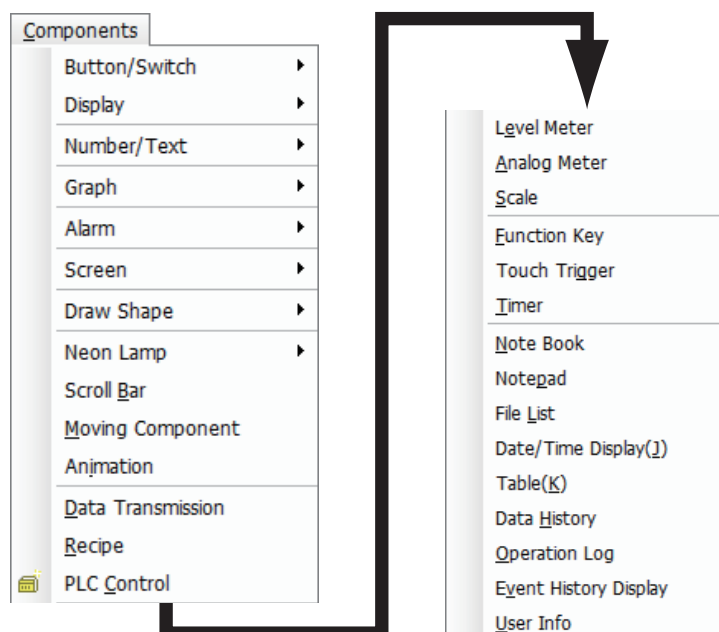 Components
Button/Switch
Display
Number/Text
Graph
Alarm
Screen
Draw Shape
Neon Lamp
Scroll Bar
Moving Component
Animation
Data Transmission
Recipe
PLC Control
Level Meter
Analog Meter
Scale
Function Key
Touch Trigger
Timer
Note Book
Notepad
File List
Date/Time Display(J)
Table(K)
Data History
Operation Log
Event History Display
User Info